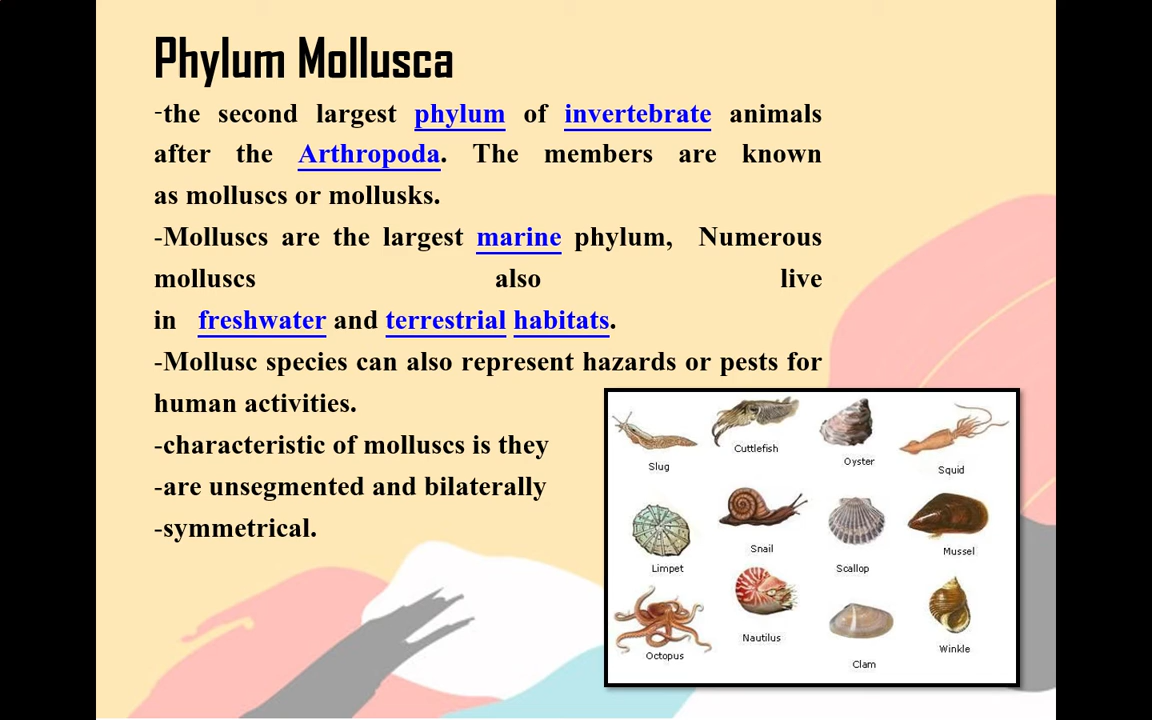 Phylum Mollusca
-the second largest phylum of invertebrate animals
after the Arthropoda. The members are known
as molluscs or mollusks.
-Molluscs are the largest marine phylum, Numerous
molluscs also live
in freshwater and terrestrial habitats.
-Mollusc species can also represent hazards or pests for
human activities.
-characteristic of molluscs is they
-are unsegmented and bilaterally
-symmetrical.
Slug
Cuttlefish
Oyster
Squid
Limpet
Snail
Scallop
Mussel
Octopus
Nautilus
Clam
Winkle